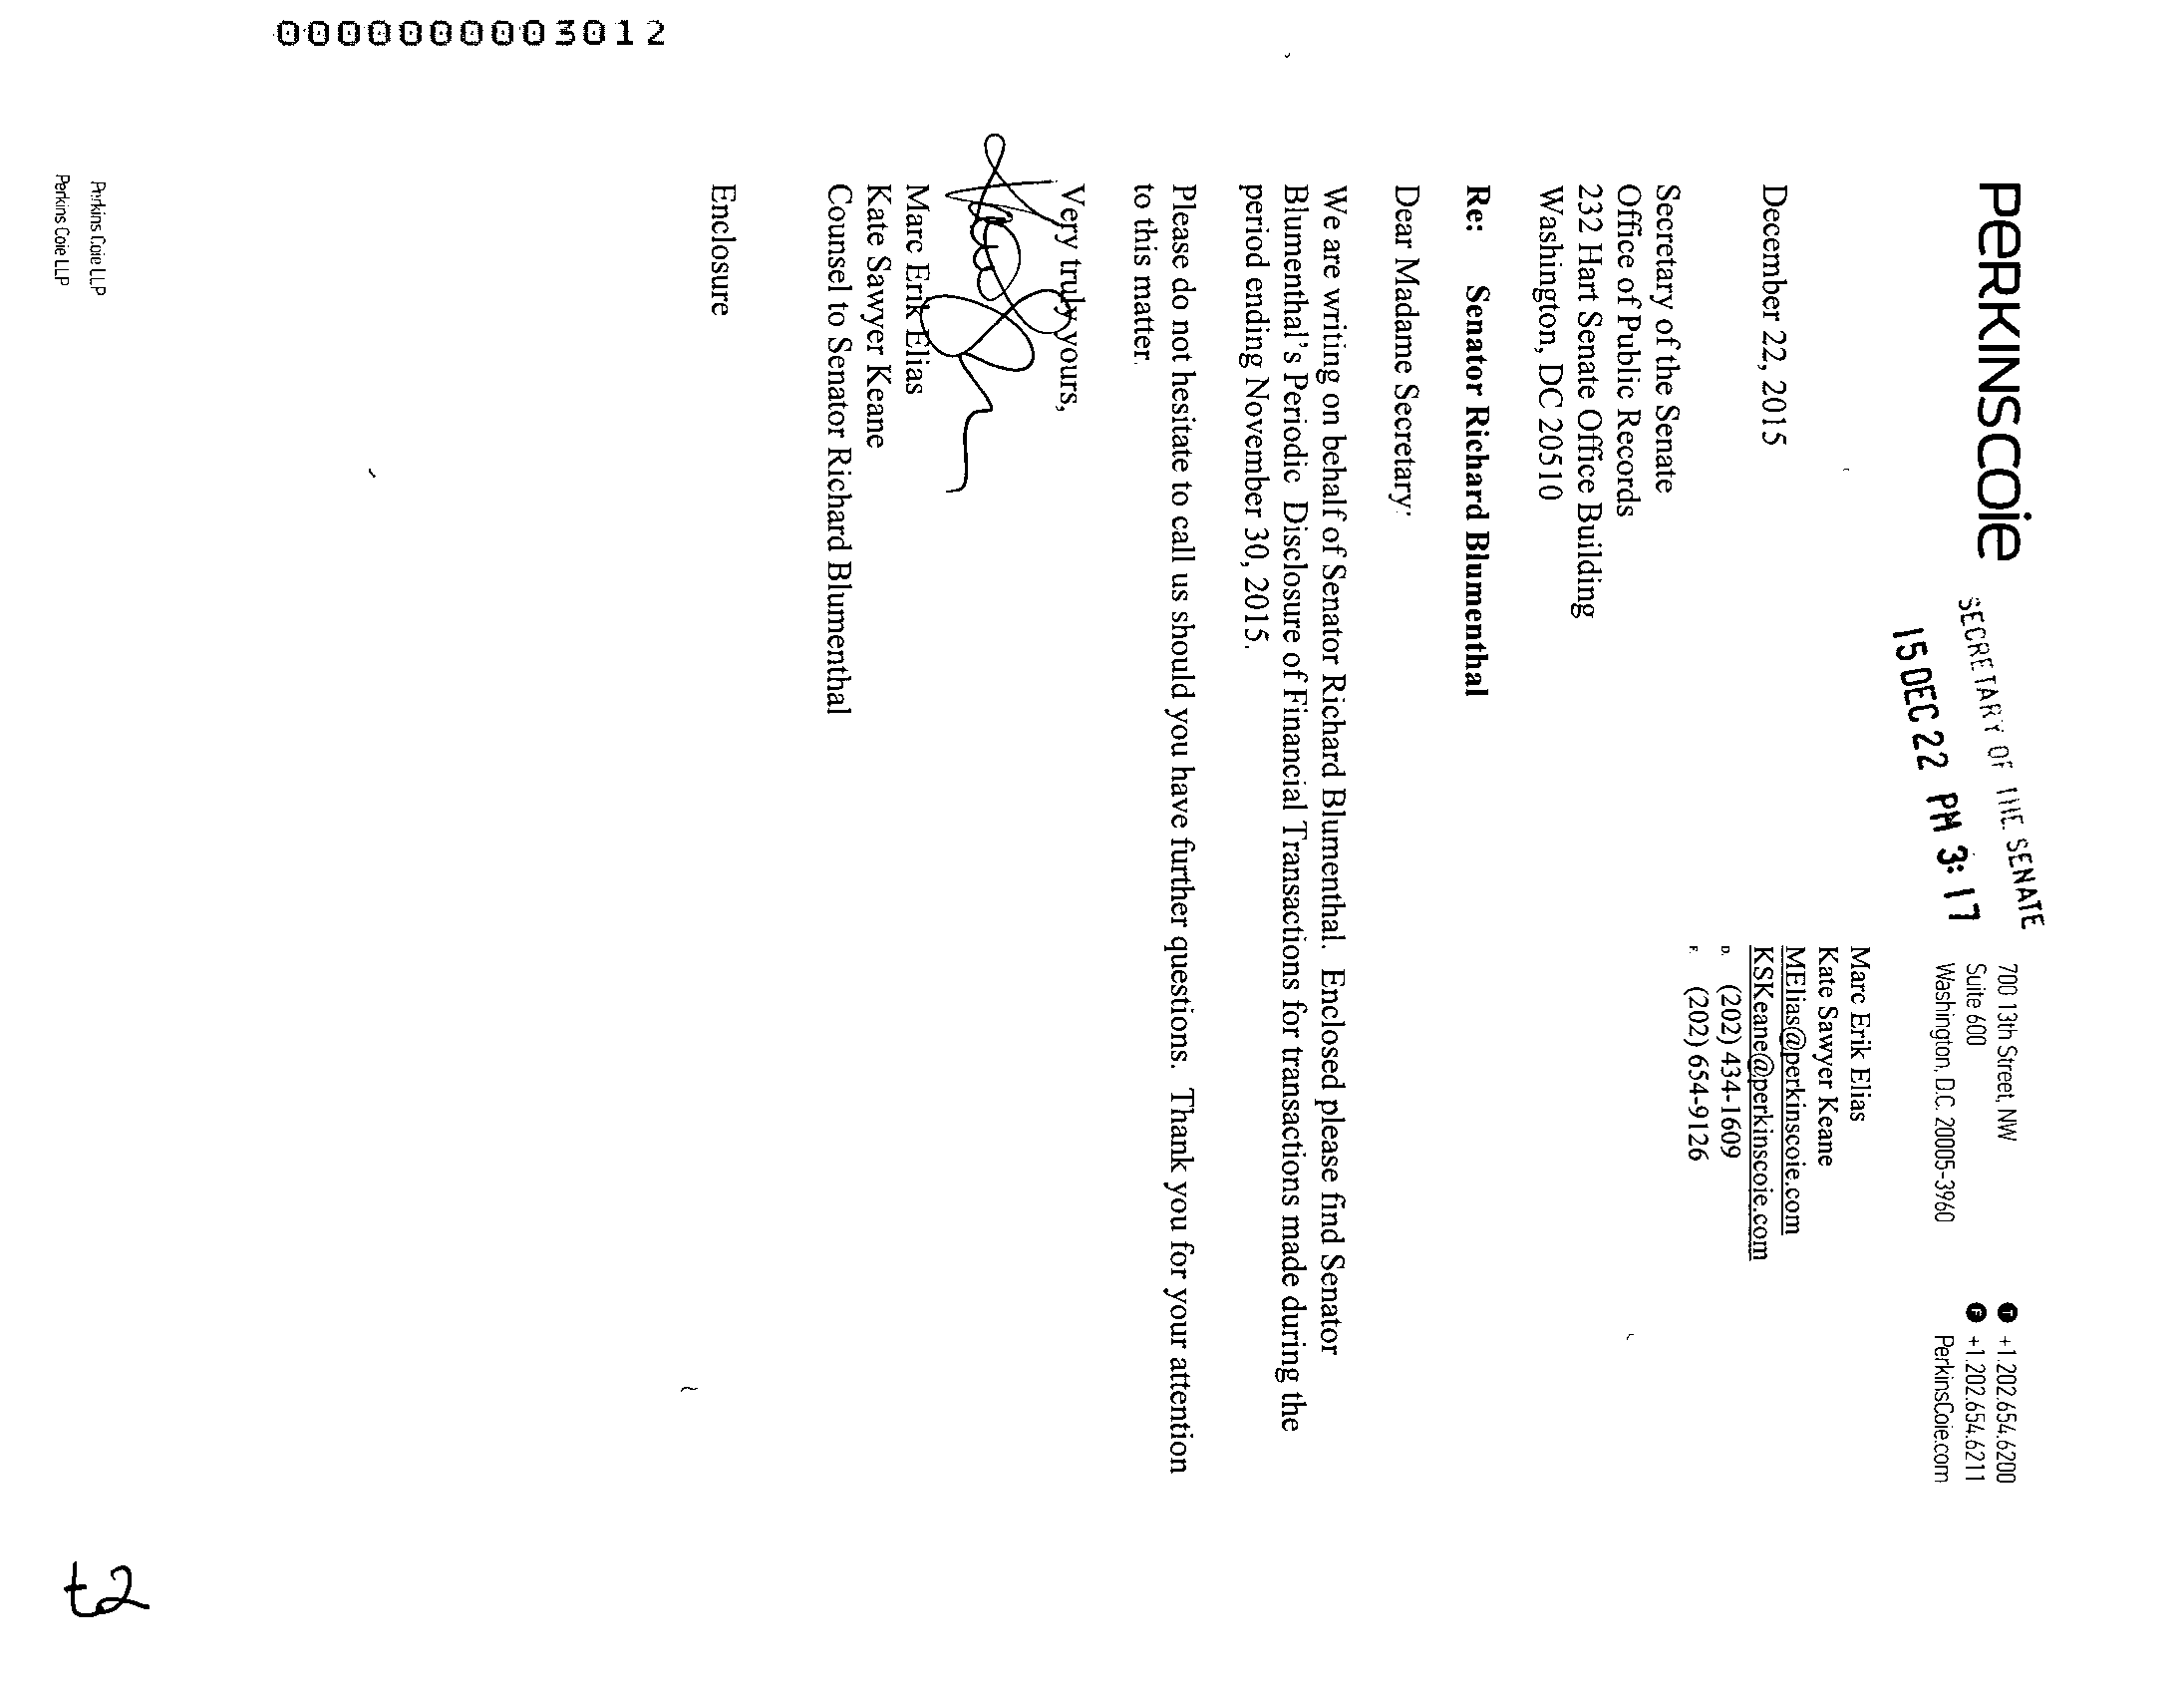 PERKINSCOIE
SECRETARY OF THE SENATE
15 DEC 22 PM 3:17
700 13th Street, NW
Suite 600
Washington, D.C. 20005-3960
T +1.202.654.6200
F +1.202.654.6211
PerkinsCoie.com
December 22, 2015
Marc Erik Elias
Kate Sawyer Keane
MElias@perkinscoie.com
KSKeane@perkinscoie.com
D. (202) 434-1609
F. (202) 654-9126
Secretary of the Senate
Office of Public Records
232 Hart Senate Office Building
Washington, DC 20510
Re: Senator Richard Blumenthal
Dear Madame Secretary:
We are writing on behalf of Senator Richard Blumenthal. Enclosed please find Senator
Blumenthal's Periodic Disclosure of Financial Transactions for transactions made during the
period ending November 30, 2015.
Please do not hesitate to call us should you have further questions. Thank you for your attention
to this matter.
Very truly yours,
Marc Erik Elias
Kate Sawyer Keane
Counsel to Senator Richard Blumenthal
Enclosure
Perkins Coie LLP
Perkins Coie LLP
t2
0000000003012